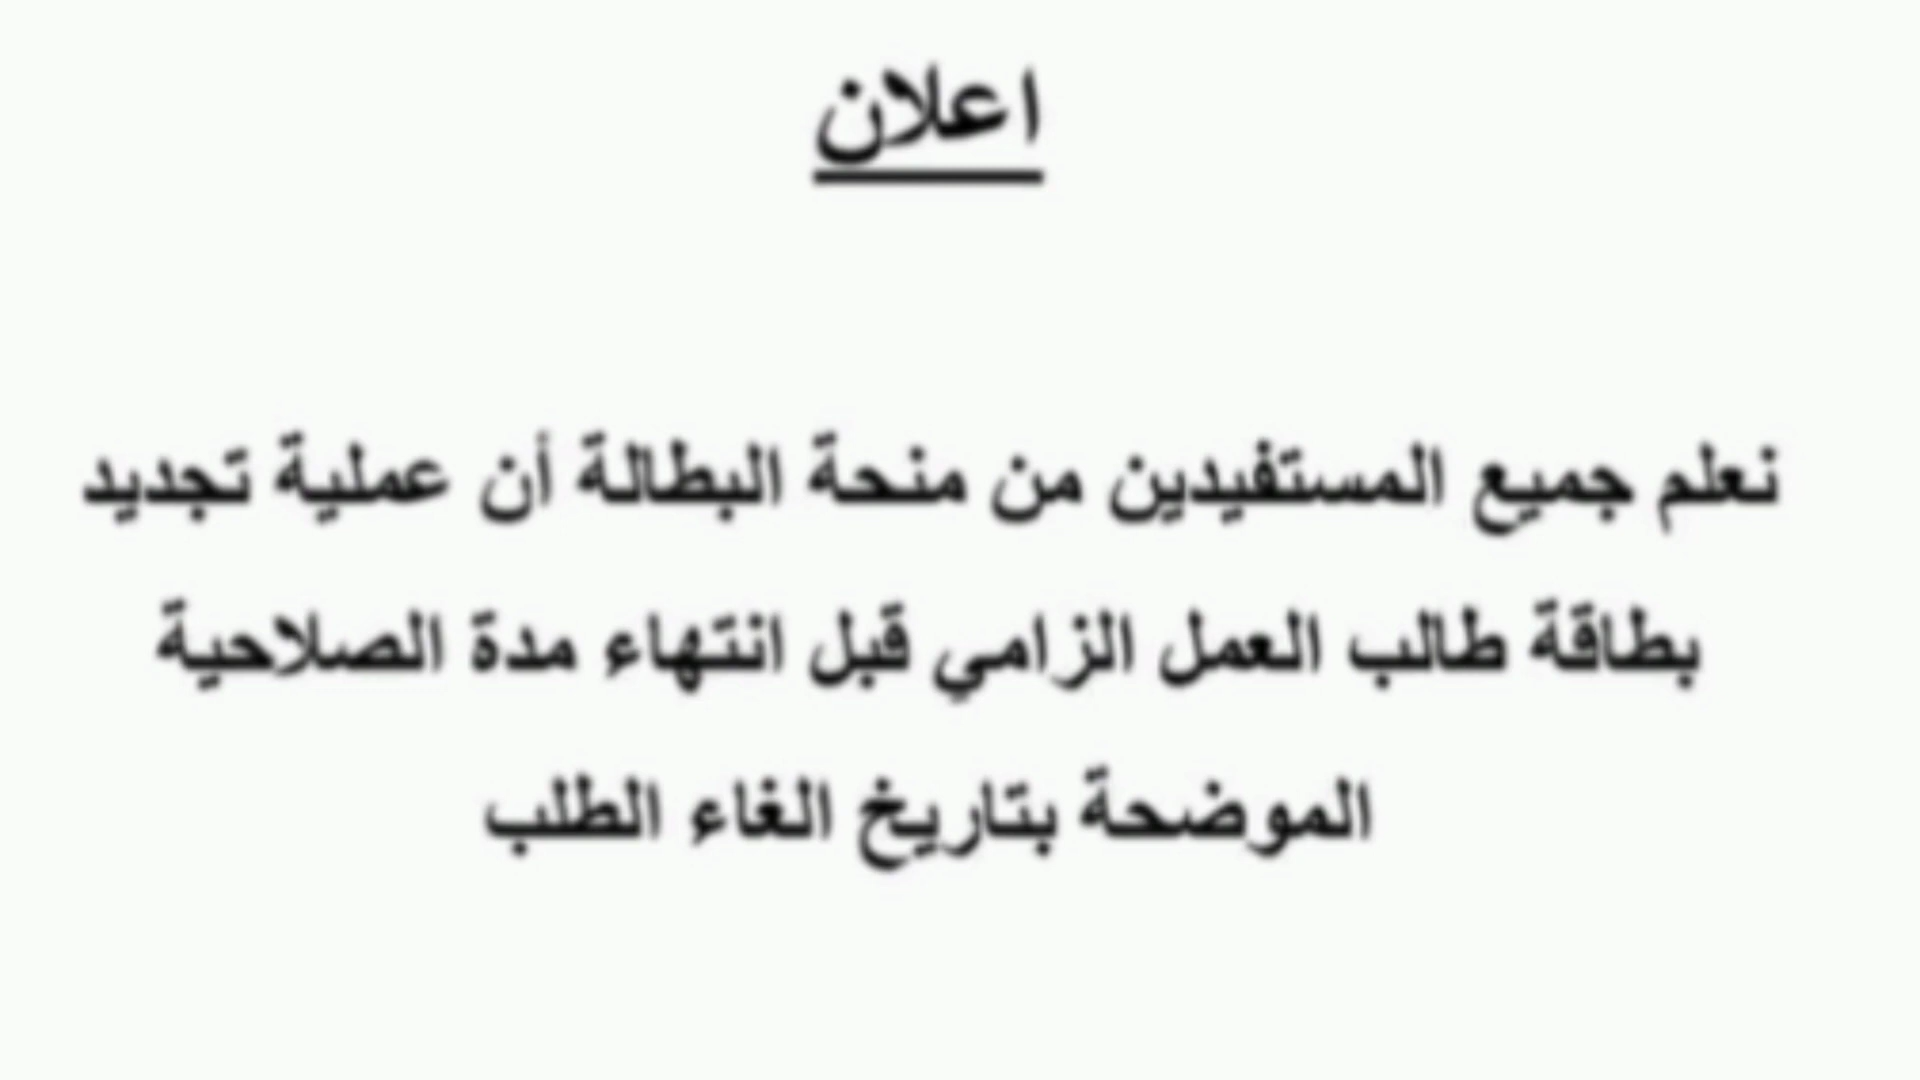 اعلان
نعلم جميع المستفيدين من منحة البطالة أن عملية تجديد
بطاقة طالب العمل الزامي قبل انتهاء مدة الصلاحية
الموضحة بتاريخ الغاء الطلب